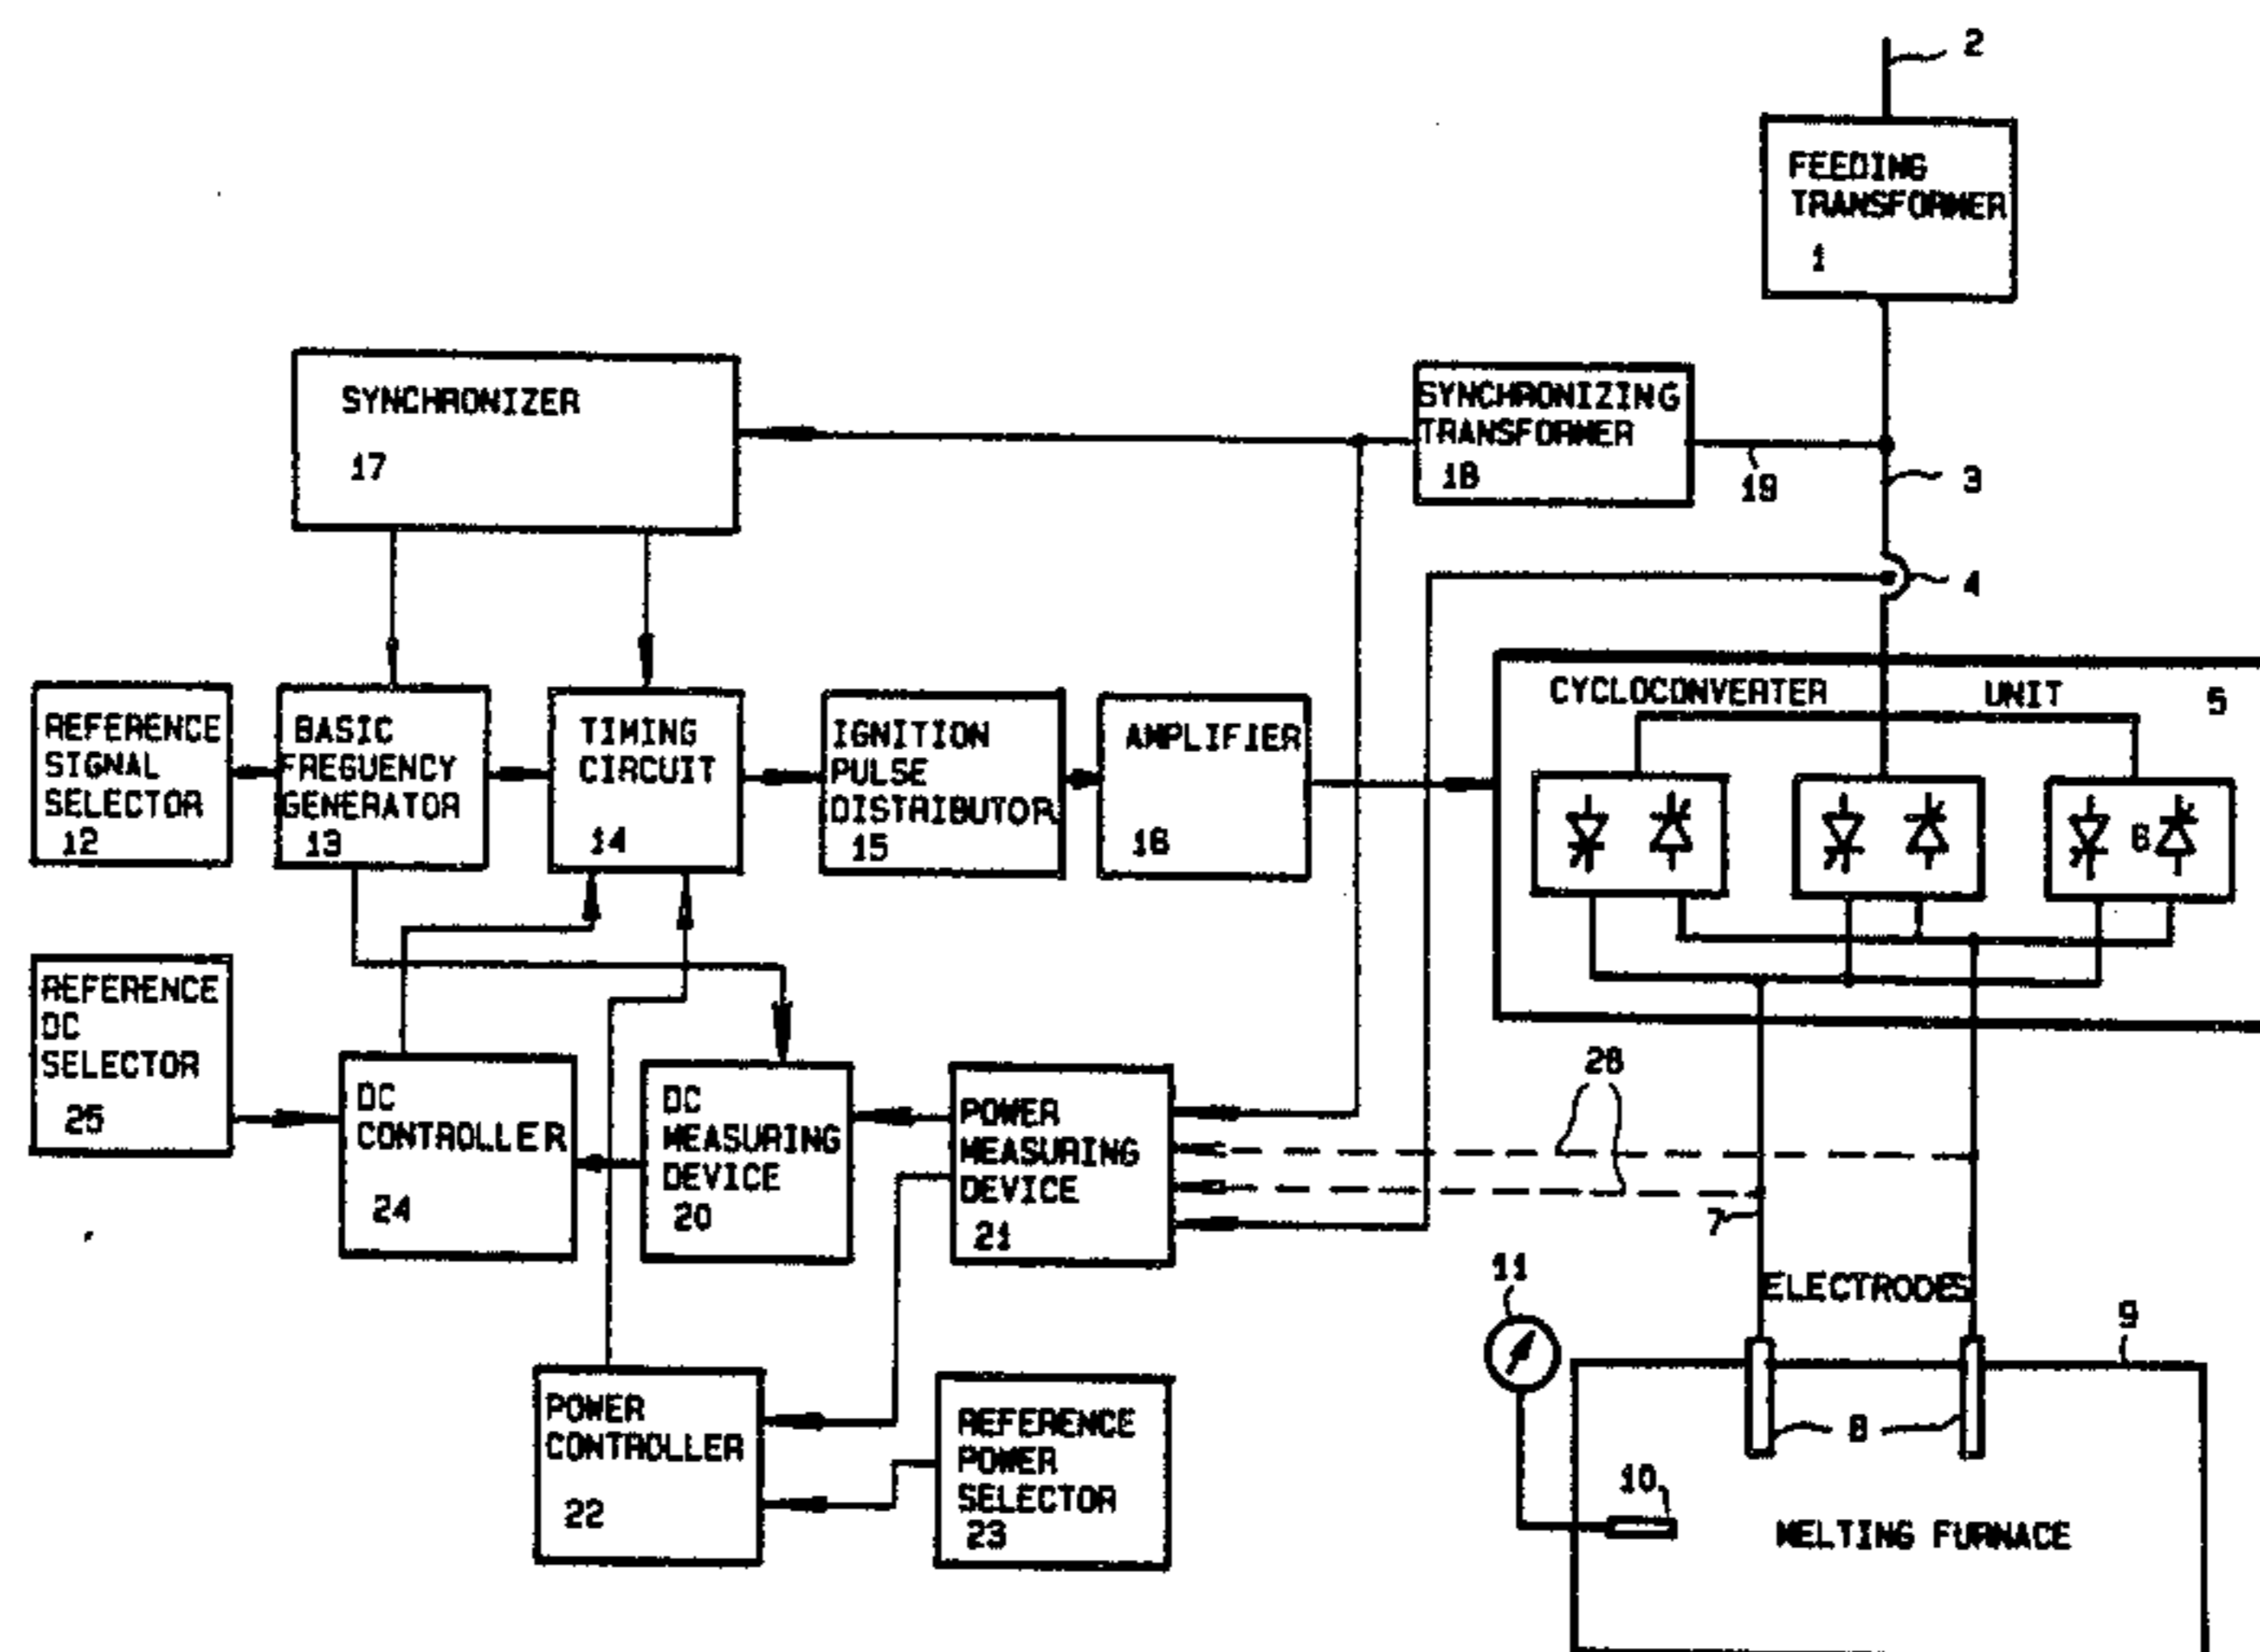 2
FEEDING
TRANSFORMER
1
SYNCHRONIZER
17
SYNCHRONIZING
TRANSFORMER
18
19
3
4
REFERENCE
SIGNAL
SELECTOR
12
BASIC
FREGUENCY
GENERATOR
13
TIMING
CIRCUIT
14
IGNITION
PULSE
DISTRIBUTOR
15
AMPLIFIER
16
CYCLOCONVERTER UNIT 5
6
REFERENCE
DC
SELECTOR
25
DC
CONTROLLER
24
DC
MEASURING
DEVICE
20
POWER
MEASURING
DEVICE
21
26
7
11
ELECTRODES
9
POWER
CONTROLLER
22
REFERENCE
POWER
SELECTOR
23
8
10
MELTING FURNACE